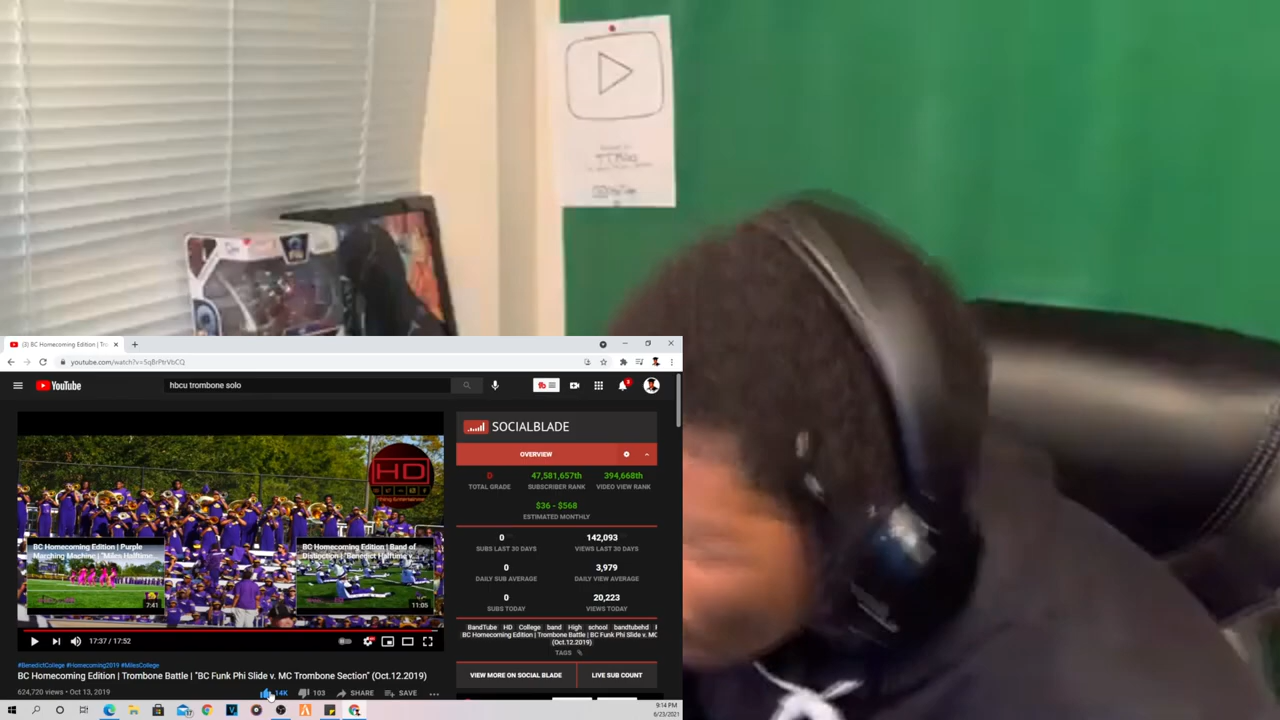 TTPlug
YouTube
(3) BC Homecoming Edition | Tro
youtube.com/watch?v=5qBrPtrVbCQ
YouTube
hbcu trombone solo
HD
BC Homecoming Edition | Purple
Marching Machine | "Miles Halftime
7:41
BC Homecoming Edition | Band of
Distinction | "Benedict Halftime v
11:05
17:37 / 17:52
#BenedictCollege #Homecoming2019 #MilesCollege
BC Homecoming Edition | Trombone Battle | "BC Funk Phi Slide v. MC Trombone Section" (Oct.12.2019)
624,720 views • Oct 13, 2019
14K
103
SHARE
SAVE
SOCIALBLADE
OVERVIEW
D
47,581,657th
394,668th
TOTAL GRADE
SUBSCRIBER RANK
VIDEO VIEW RANK
$36 - $568
ESTIMATED MONTHLY
0
142,093
SUBS LAST 30 DAYS
VIEWS LAST 30 DAYS
0
3,979
DAILY SUB AVERAGE
DAILY VIEW AVERAGE
0
20,223
SUBS TODAY
VIEWS TODAY
BandTube HD College band High school bandtubehd
BC Homecoming Edition | Trombone Battle | BC Funk Phi Slide v. MC
(Oct.12.2019)
TAGS
VIEW MORE ON SOCIAL BLADE
LIVE SUB COUNT
9:14 PM
6/23/2021